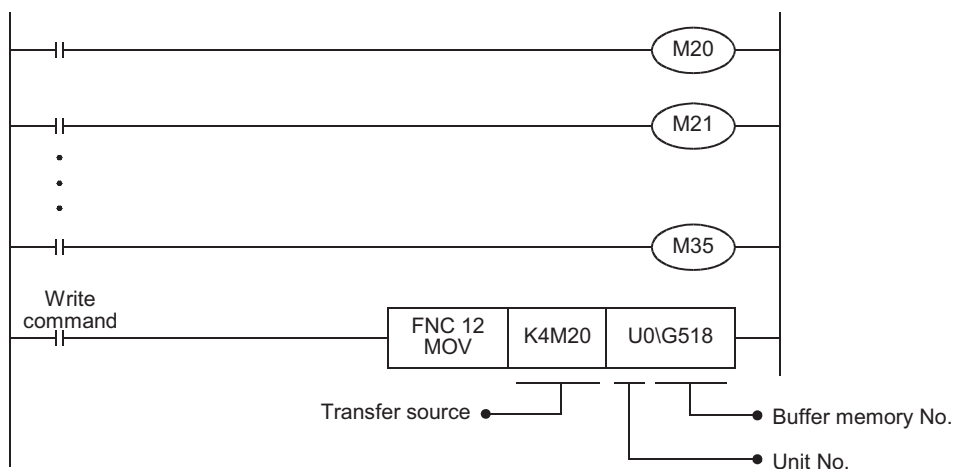 M20
M21
M35
Write
command
FNC 12
MOV
K4M20
U0\G518
Transfer source
Buffer memory No.
Unit No.